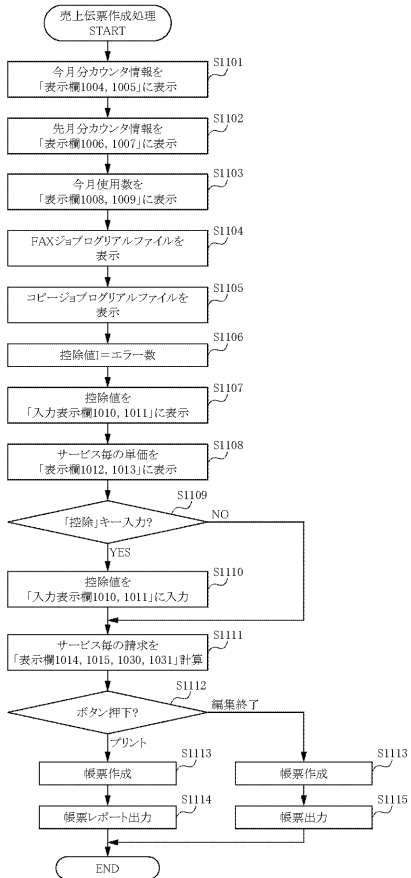 売上伝票作成処理
START
S1101
今月分カウンタ情報を
「表示欄1004, 1005」に表示
S1102
先月分カウンタ情報を
「表示欄1006, 1007」に表示
S1103
今月使用数を
「表示欄1008, 1009」に表示
S1104
FAXジョブログリアルファイルを
表示
S1105
コピージョブログリアルファイルを
表示
S1106
控除値I＝エラー数
S1107
控除値を
「入力表示欄1010, 1011」に表示
S1108
サービス毎の単価を
「表示欄1012, 1013」に表示
S1109
「控除」キー入力?
NO
YES
S1110
控除値を
「入力表示欄1010, 1011」に入力
S1111
サービス毎の請求を
「表示欄1014, 1015, 1030, 1031」計算
S1112
ボタン押下?
編集終了
プリント
S1113
帳票作成
S1113
帳票作成
S1114
帳票レポート出力
S1115
帳票出力
END